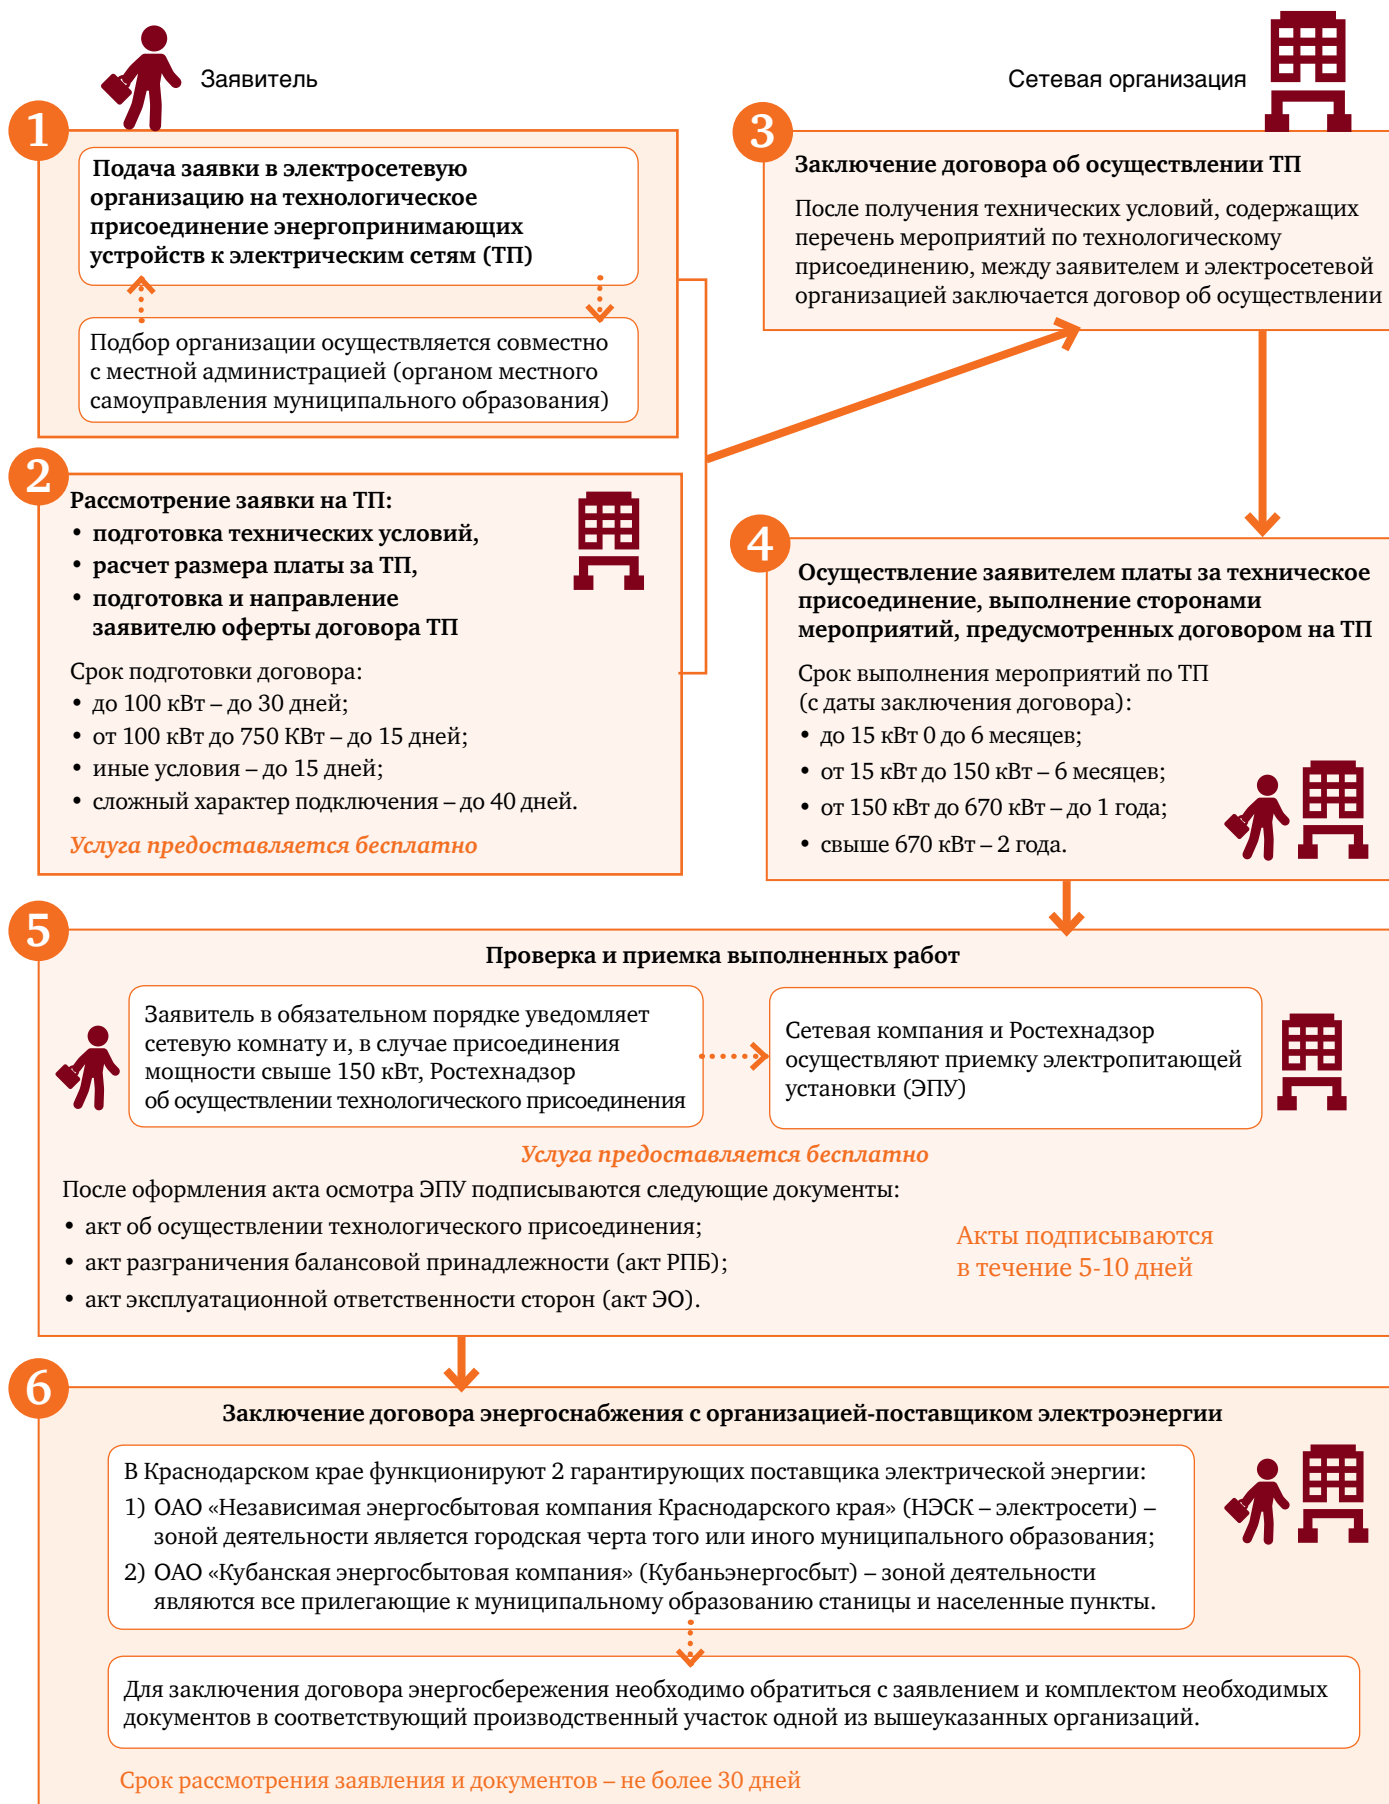 Заявитель
Сетевая организация
1
Подача заявки в электросетевую
организацию на технологическое
присоединение энергопринимающих
устройств к электрическим сетям (ТП)
Подбор организации осуществляется совместно
с местной администрацией (органом местного
самоуправления муниципального образования)
2
Рассмотрение заявки на ТП:
• подготовка технических условий,
• расчет размера платы за ТП,
• подготовка и направление
заявителю оферты договора ТП
Срок подготовки договора:
• до 100 кВт – до 30 дней;
• от 100 кВт до 750 КВт – до 15 дней;
• иные условия – до 15 дней;
• сложный характер подключения – до 40 дней.
Услуга предоставляется бесплатно
3
Заключение договора об осуществлении ТП
После получения технических условий, содержащих
перечень мероприятий по технологическому
присоединению, между заявителем и электросетевой
организацией заключается договор об осуществлении
4
Осуществление заявителем платы за техническое
присоединение, выполнение сторонами
мероприятий, предусмотренных договором на ТП
Срок выполнения мероприятий по ТП
(с даты заключения договора):
• до 15 кВт 0 до 6 месяцев;
• от 15 кВт до 150 кВт – 6 месяцев;
• от 150 кВт до 670 кВт – до 1 года;
• свыше 670 кВт – 2 года.
5
Проверка и приемка выполненных работ
Заявитель в обязательном порядке уведомляет
сетевую комнату и, в случае присоединения
мощности свыше 150 кВт, Ростехнадзор
об осуществлении технологического присоединения
Сетевая компания и Ростехнадзор
осуществляют приемку электропитающей
установки (ЭПУ)
Услуга предоставляется бесплатно
После оформления акта осмотра ЭПУ подписываются следующие документы:
• акт об осуществлении технологического присоединения;
• акт разграничения балансовой принадлежности (акт РПБ);
• акт эксплуатационной ответственности сторон (акт ЭО).
Акты подписываются
в течение 5-10 дней
6
Заключение договора энергоснабжения с организацией-поставщиком электроэнергии
В Краснодарском крае функционируют 2 гарантирующих поставщика электрической энергии:
1) ОАО «Независимая энергосбытовая компания Краснодарского края» (НЭСК – электросети) –
зоной деятельности является городская черта того или иного муниципального образования;
2) ОАО «Кубанская энергосбытовая компания» (Кубаньэнергосбыт) – зоной деятельности
являются все прилегающие к муниципальному образованию станицы и населенные пункты.
Для заключения договора энергосбережения необходимо обратиться с заявлением и комплектом необходимых
документов в соответствующий производственный участок одной из вышеуказанных организаций.
Срок рассмотрения заявления и документов – не более 30 дней